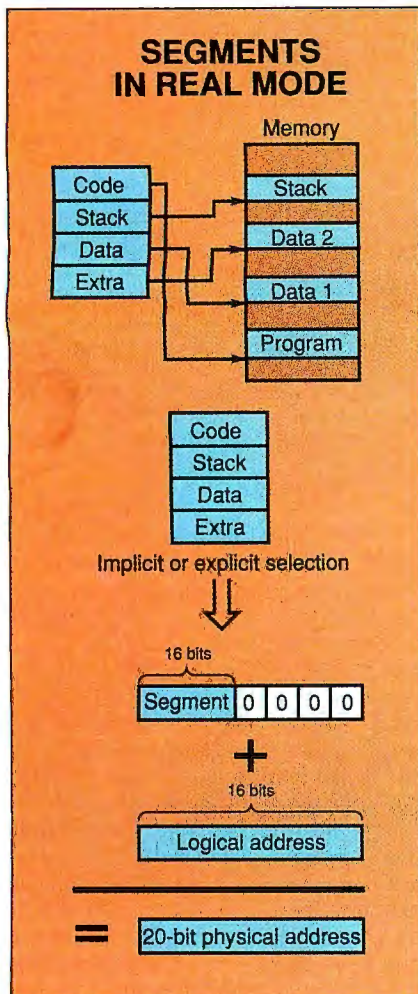 SEGMENTS
IN REAL MODE
Memory
Code
Stack
Data
Extra
Stack
Data 2
Data 1
Program
Code
Stack
Data
Extra
Implicit or explicit selection
16 bits
Segment 0 0 0 0
+
16 bits
Logical address
= 20-bit physical address